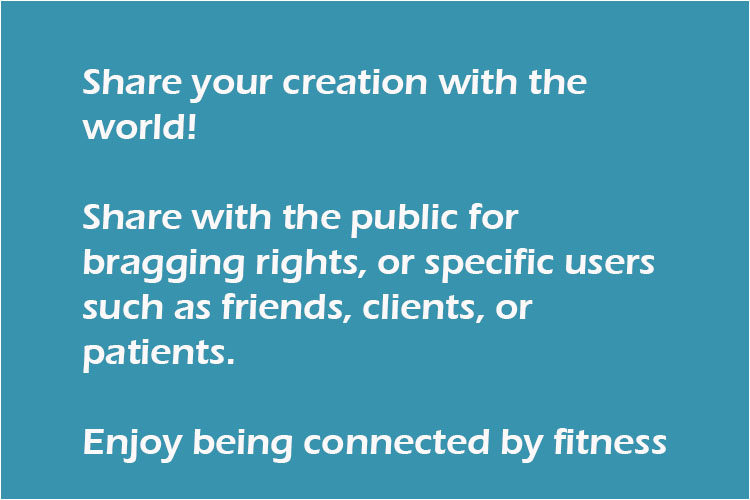 Share your creation with the
world!
Share with the public for
bragging rights, or specific users
such as friends, clients, or
patients.
Enjoy being connected by fitness